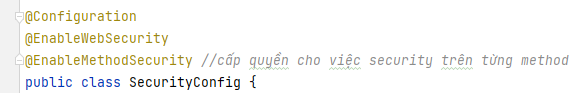 @Configuration
@EnableWebSecurity
@EnableMethodSecurity //cấp quyền cho việc security trên từng method
public class SecurityConfig {